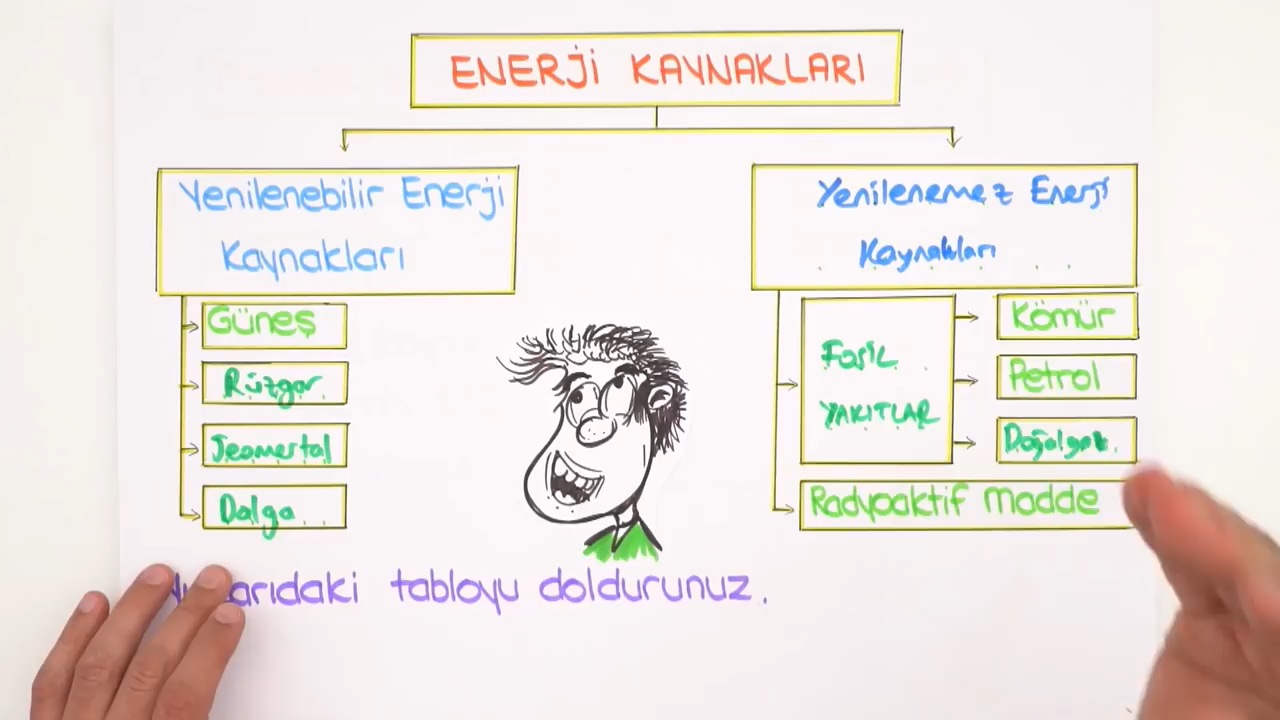 ENERJİ KAYNAKLARI
Yenilenebilir Enerji
Kaynakları
Güneş
Rüzgar
Jeomertal
Dalga
Yenilenemez Enerji
Kaynakları
Fosil
YAKITLAR
Kömür
Petrol
Doğalgaz
Radyoaktif madde
tabloyu doldurunuz.